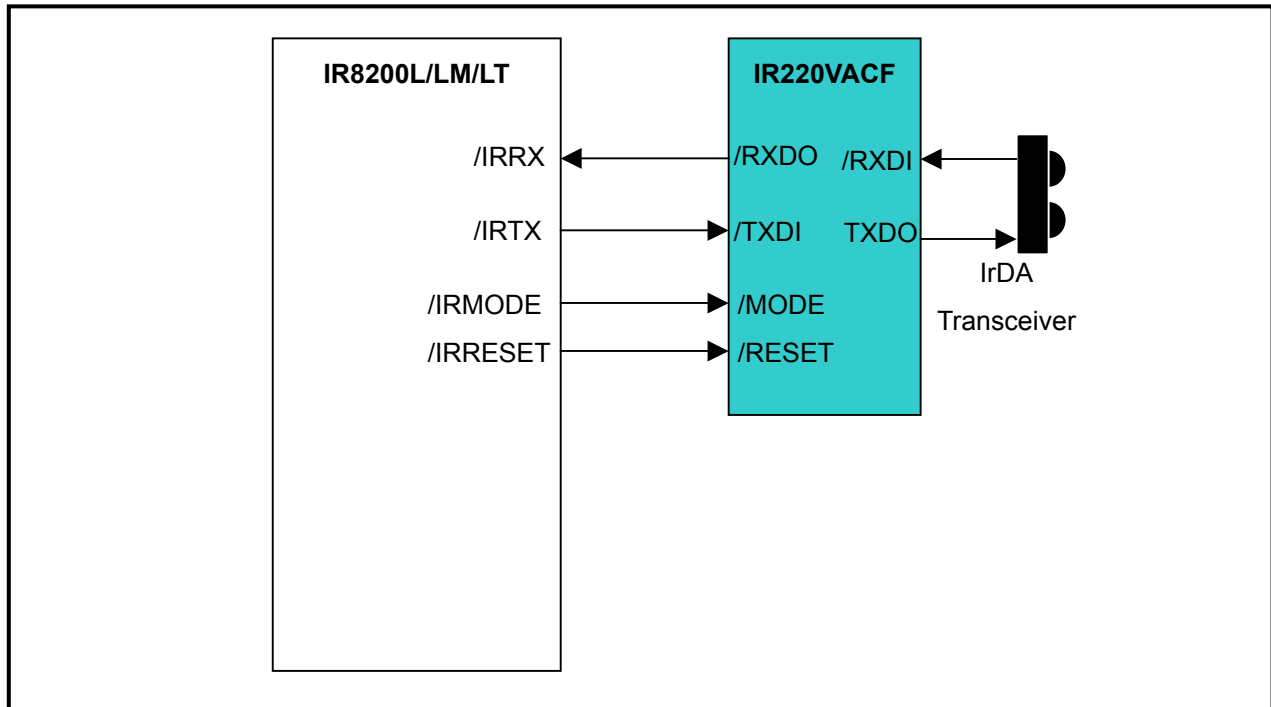 IR8200L/LM/LT
IR220VACF
/IRRX
/RXDO
/RXDI
/IRTX
/TXDI
TXDO
IrDA
Transceiver
/IRMODE
/MODE
/IRRESET
/RESET